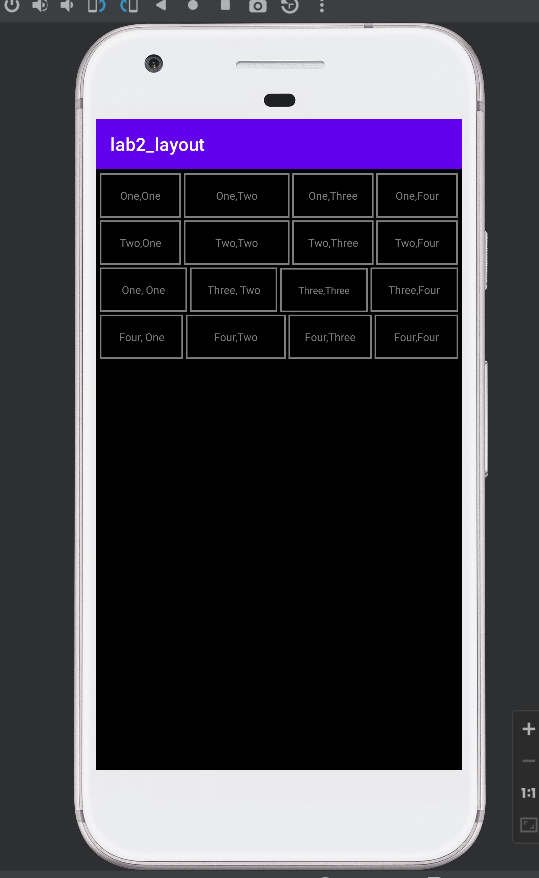 lab2_layout
One,One One,Two One,Three One,Four
Two,One Two,Two Two,Three Two,Four
One, One Three, Two Three,Three Three,Four
Four, One Four,Two Four,Three Four,Four
1:1